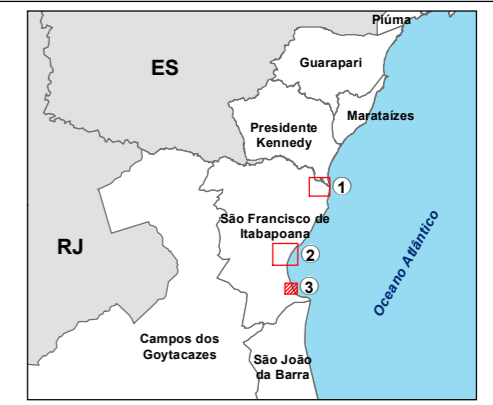 Piúma
ES
Guarapari
Marataízes
Presidente
Kennedy
1
São Francisco de
Itabapoana
RJ
2
Oceano Atlântico
3
Campos dos
Goytacazes
São João
da Barra